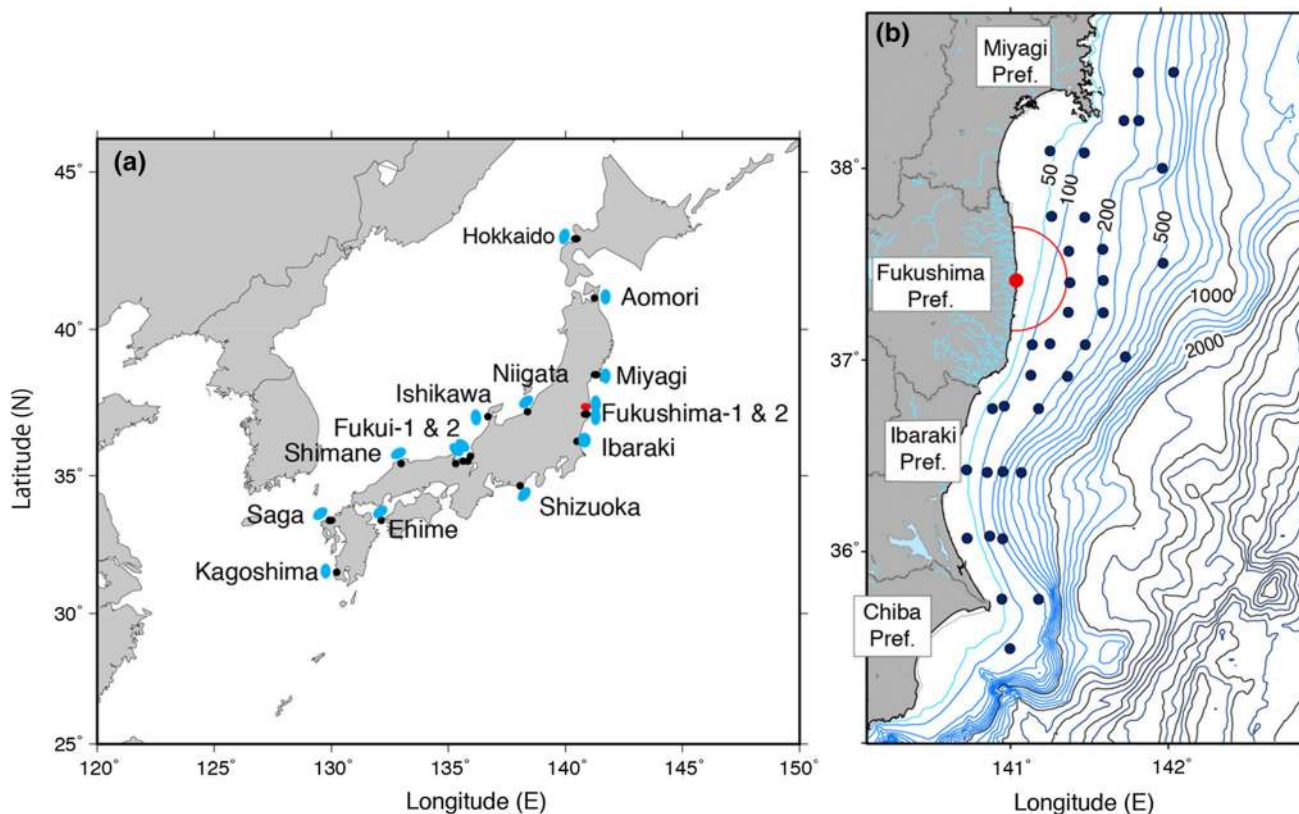 (a)
45°
40°
35°
30°
25°
120°
125°
130°
135°
140°
145°
150°
Latitude (N)
Longitude (E)
Hokkaido
Aomori
Niigata
Miyagi
Ishikawa
Fukushima-1 & 2
Fukui-1 & 2
Ibaraki
Shimane
Shizuoka
Saga
Ehime
Kagoshima
(b)
Miyagi
Pref.
38°
50
100
200
500
Fukushima
Pref.
1000
2000
37°
Ibaraki
Pref.
36°
Chiba
Pref.
141°
142°
Longitude (E)